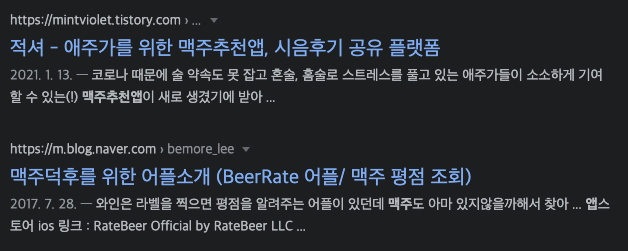 https://mintviolet.tistory.com › ...
적셔 - 애주가를 위한 맥주추천앱, 시음후기 공유 플랫폼
2021. 1. 13. — 코로나 때문에 술 약속도 못 잡고 혼술, 홈술로 스트레스를 풀고 있는 애주가들이 소소하게 기여
할 수 있는(!) 맥주추천앱이 새로 생겼기에 받아 ...
https://m.blog.naver.com › bemore_lee
맥주덕후를 위한 어플소개 (BeerRate 어플/ 맥주 평점 조회)
2017. 7. 28. — 와인은 라벨을 찍으면 평점을 알려주는 어플이 있던데 맥주도 아마 있지않을까해서 찾아 ... 앱스
토어 ios 링크 : RateBeer Official by RateBeer LLC ...